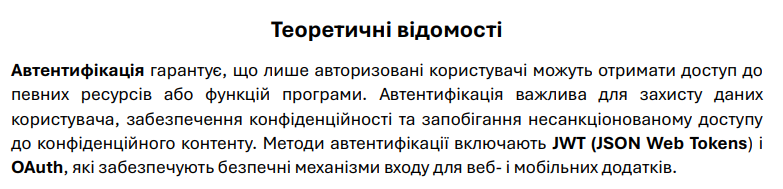 Теоретичні відомості
Автентифікація гарантує, що лише авторизовані користувачі можуть отримати доступ до
певних ресурсів або функцій програми. Автентифікація важлива для захисту даних
користувача, забезпечення конфіденційності та запобігання несанкціонованому доступу
до конфіденційного контенту. Методи автентифікації включають JWT (JSON Web Tokens) і
OAuth, які забезпечують безпечні механізми входу для веб- і мобільних додатків.